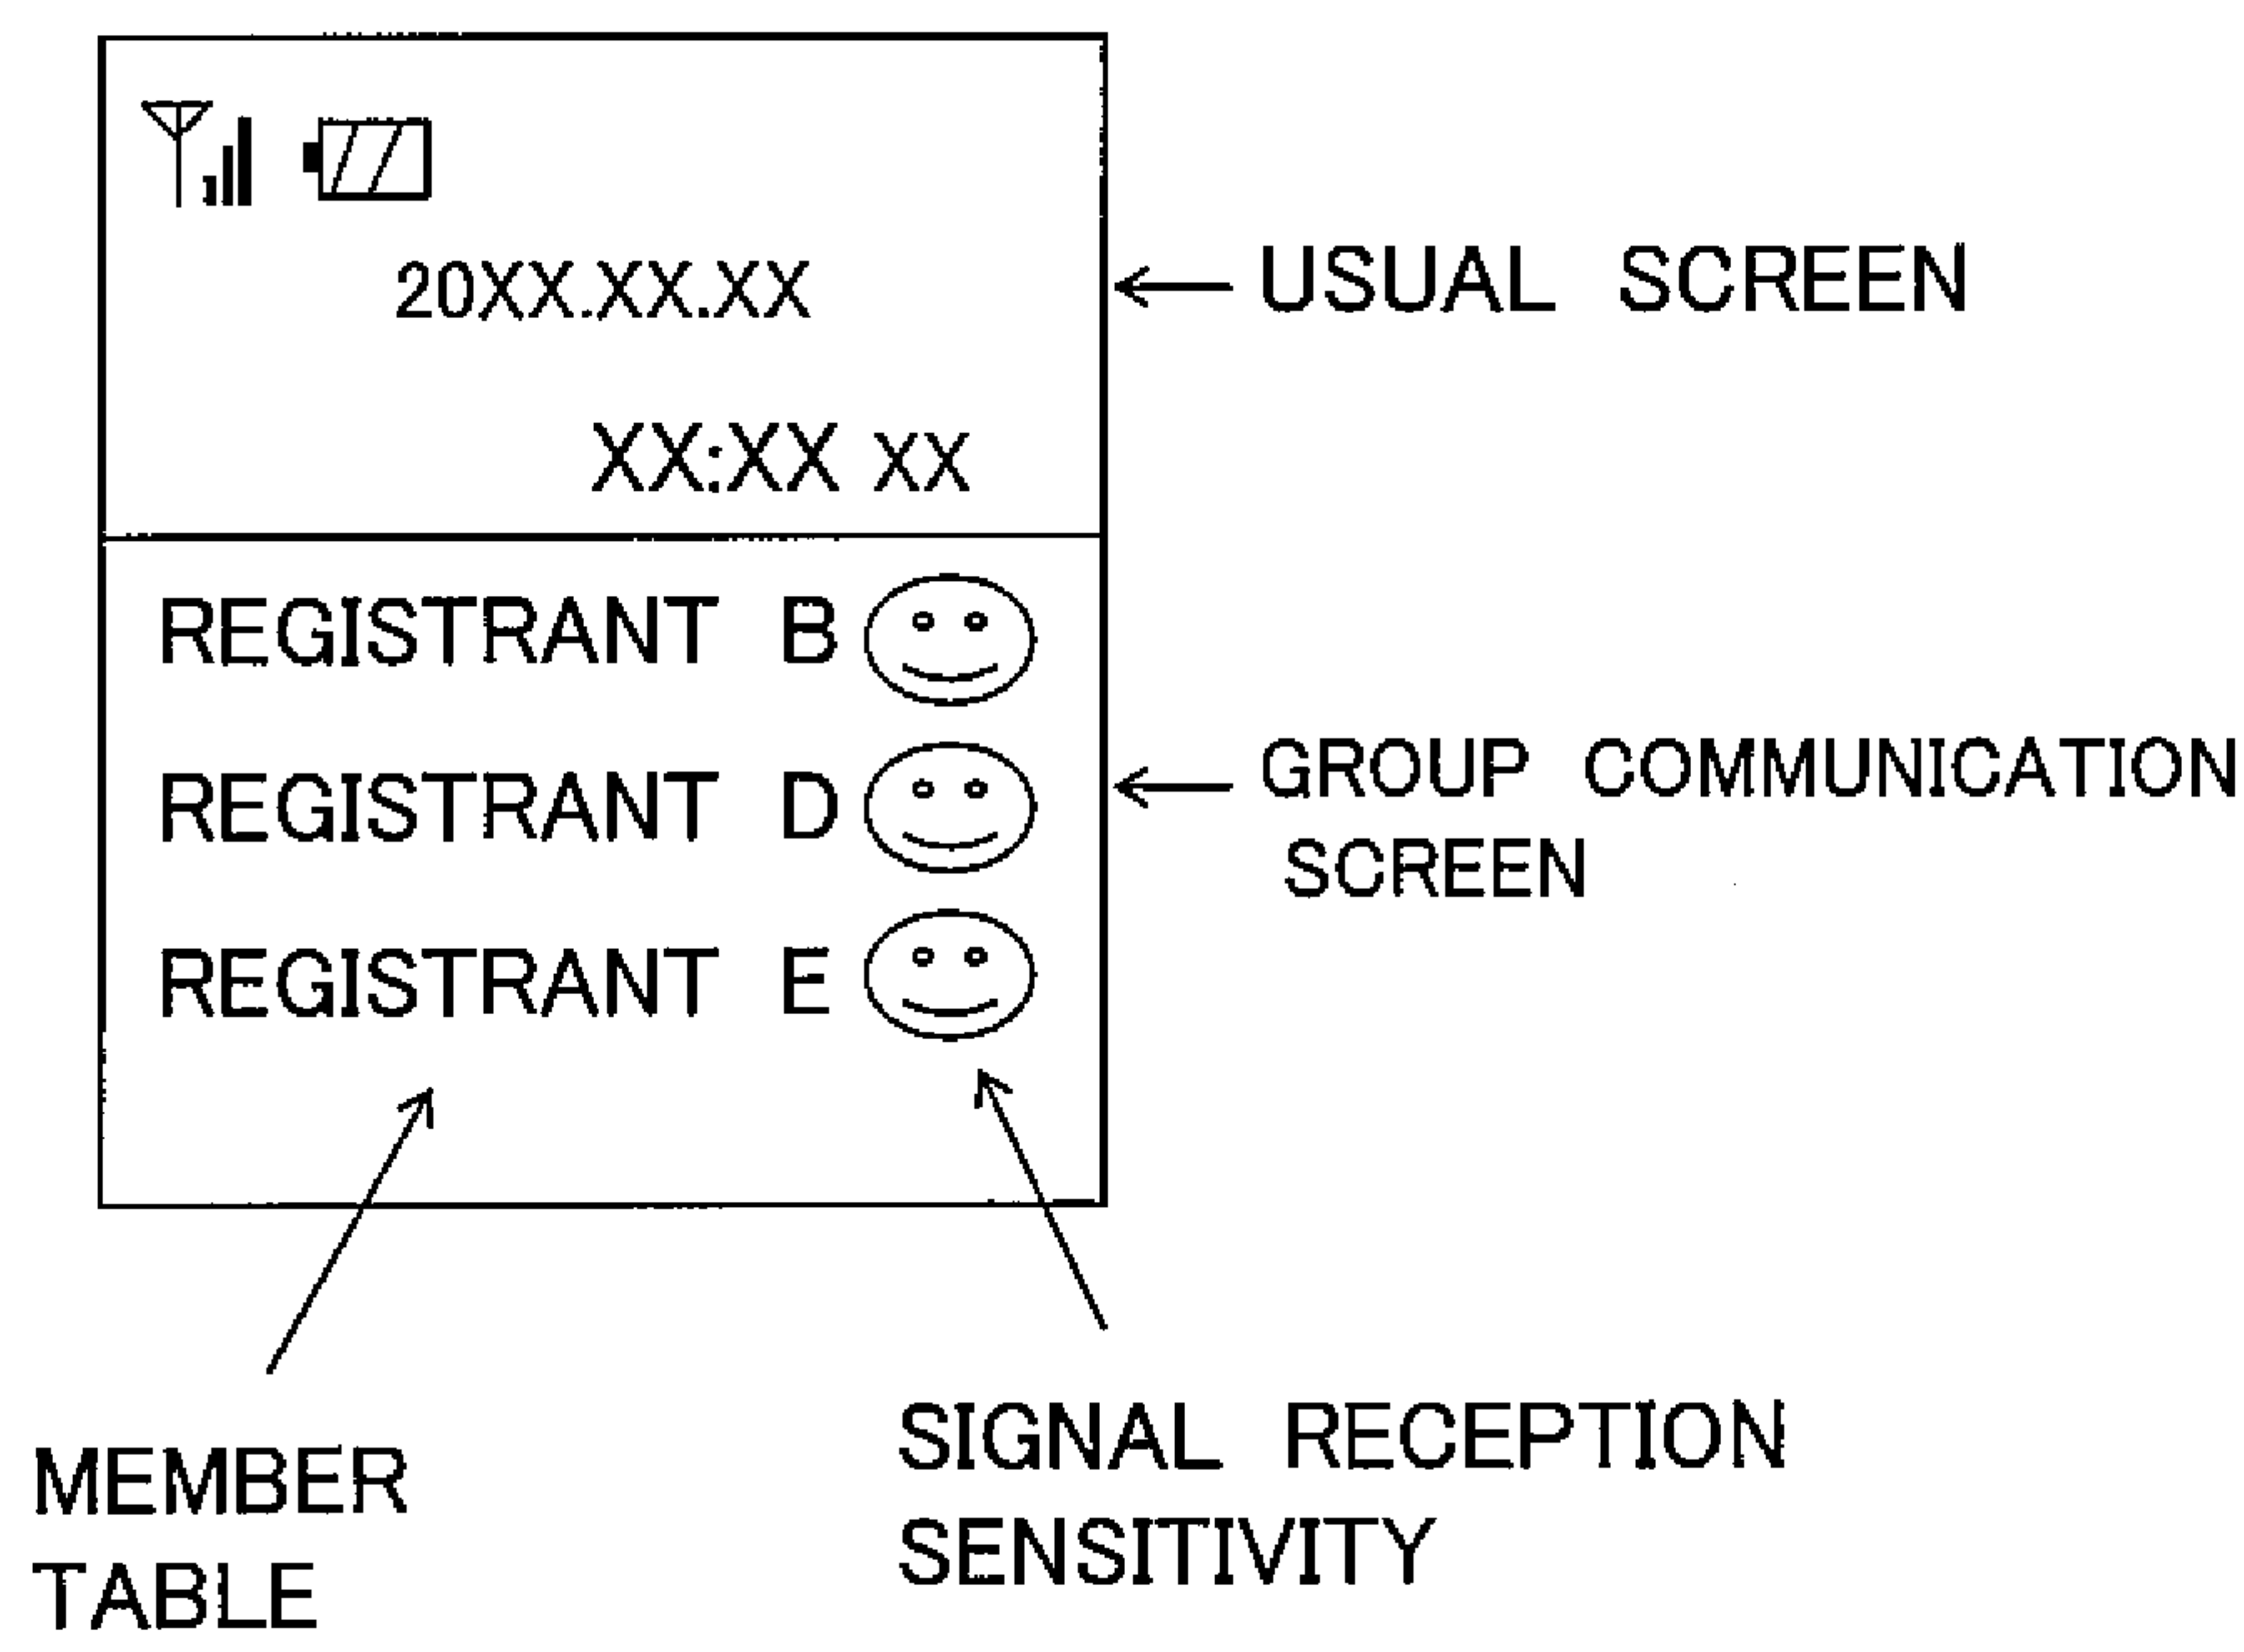 20XX.XX.XX
USUAL SCREEN
XX:XX XX
REGISTRANT B
REGISTRANT D
GROUP COMMUNICATION
SCREEN
REGISTRANT E
MEMBER
TABLE
SIGNAL RECEPTION
SENSITIVITY